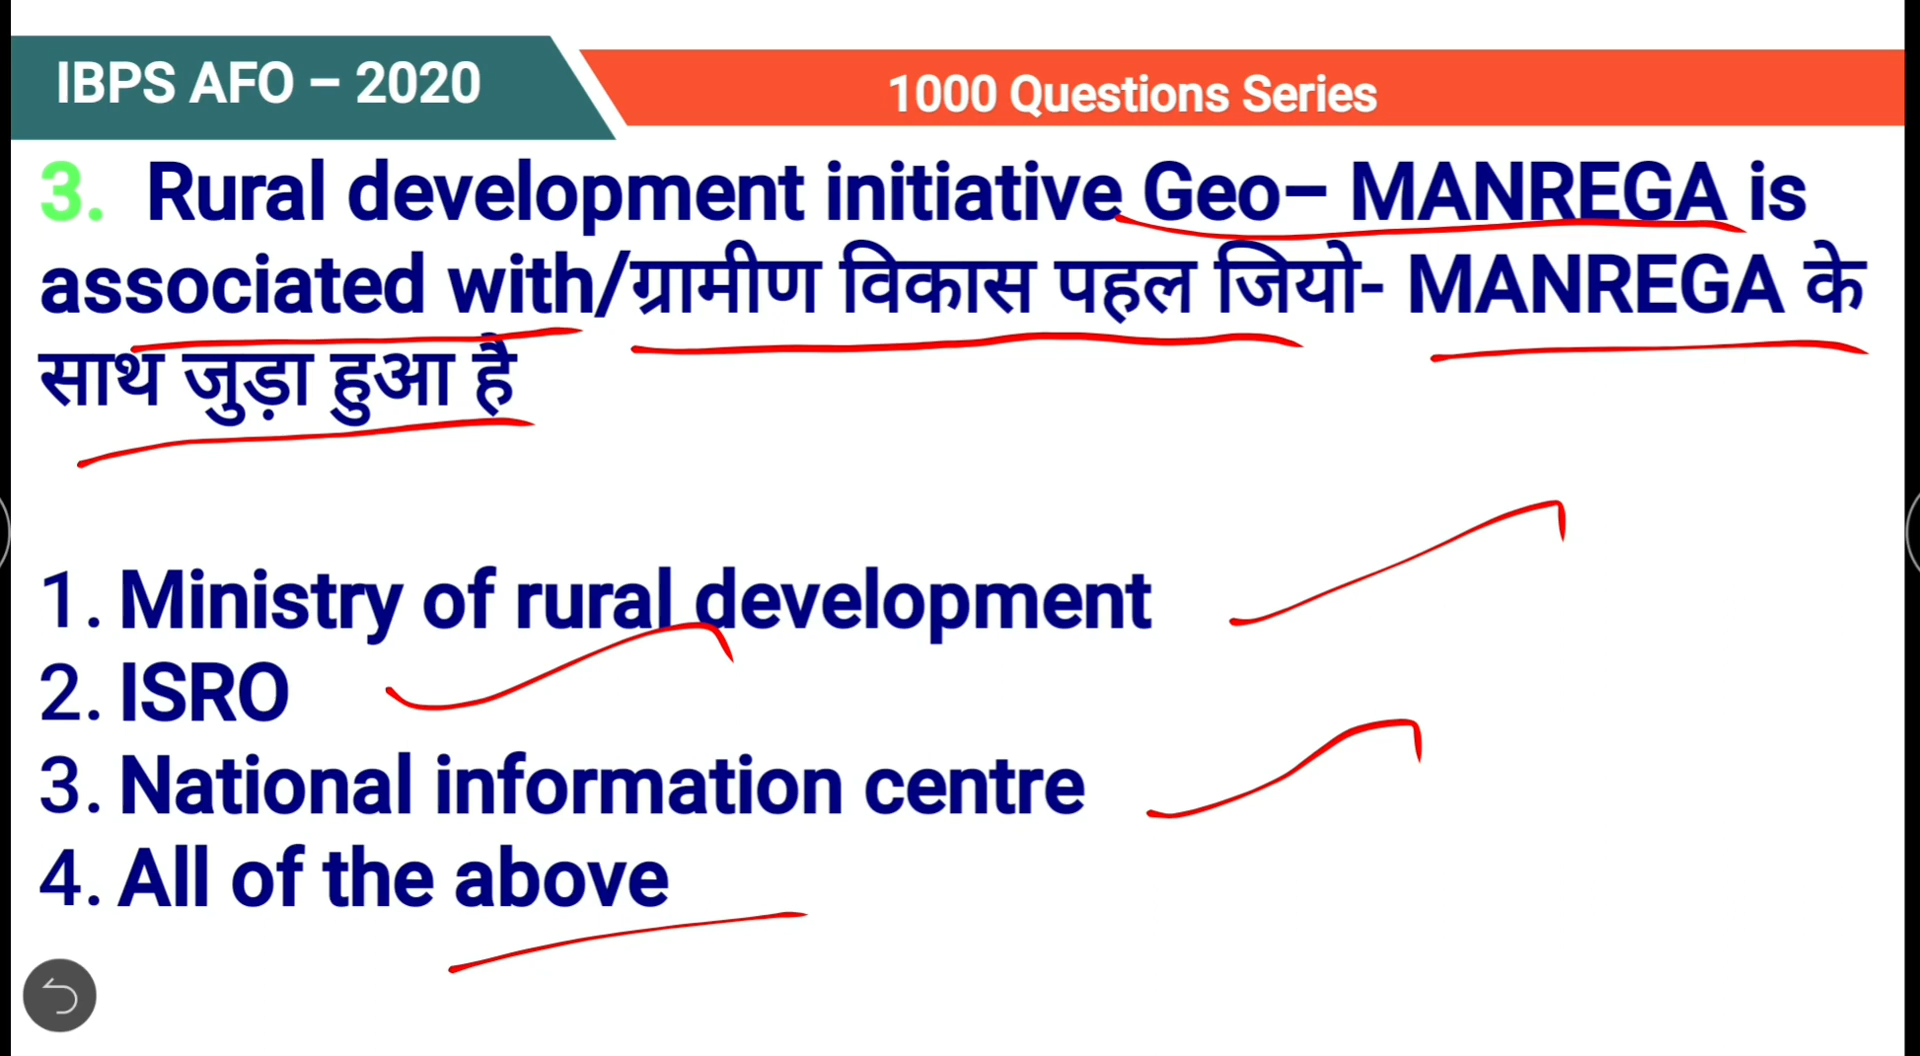 IBPS AFO – 2020
1000 Questions Series
3. Rural development initiative Geo– MANREGA is
associated with/ग्रामीण विकास पहल जियो- MANREGA के
साथ जुड़ा हुआ है
1. Ministry of rural development
2. ISRO
3. National information centre
4. All of the above